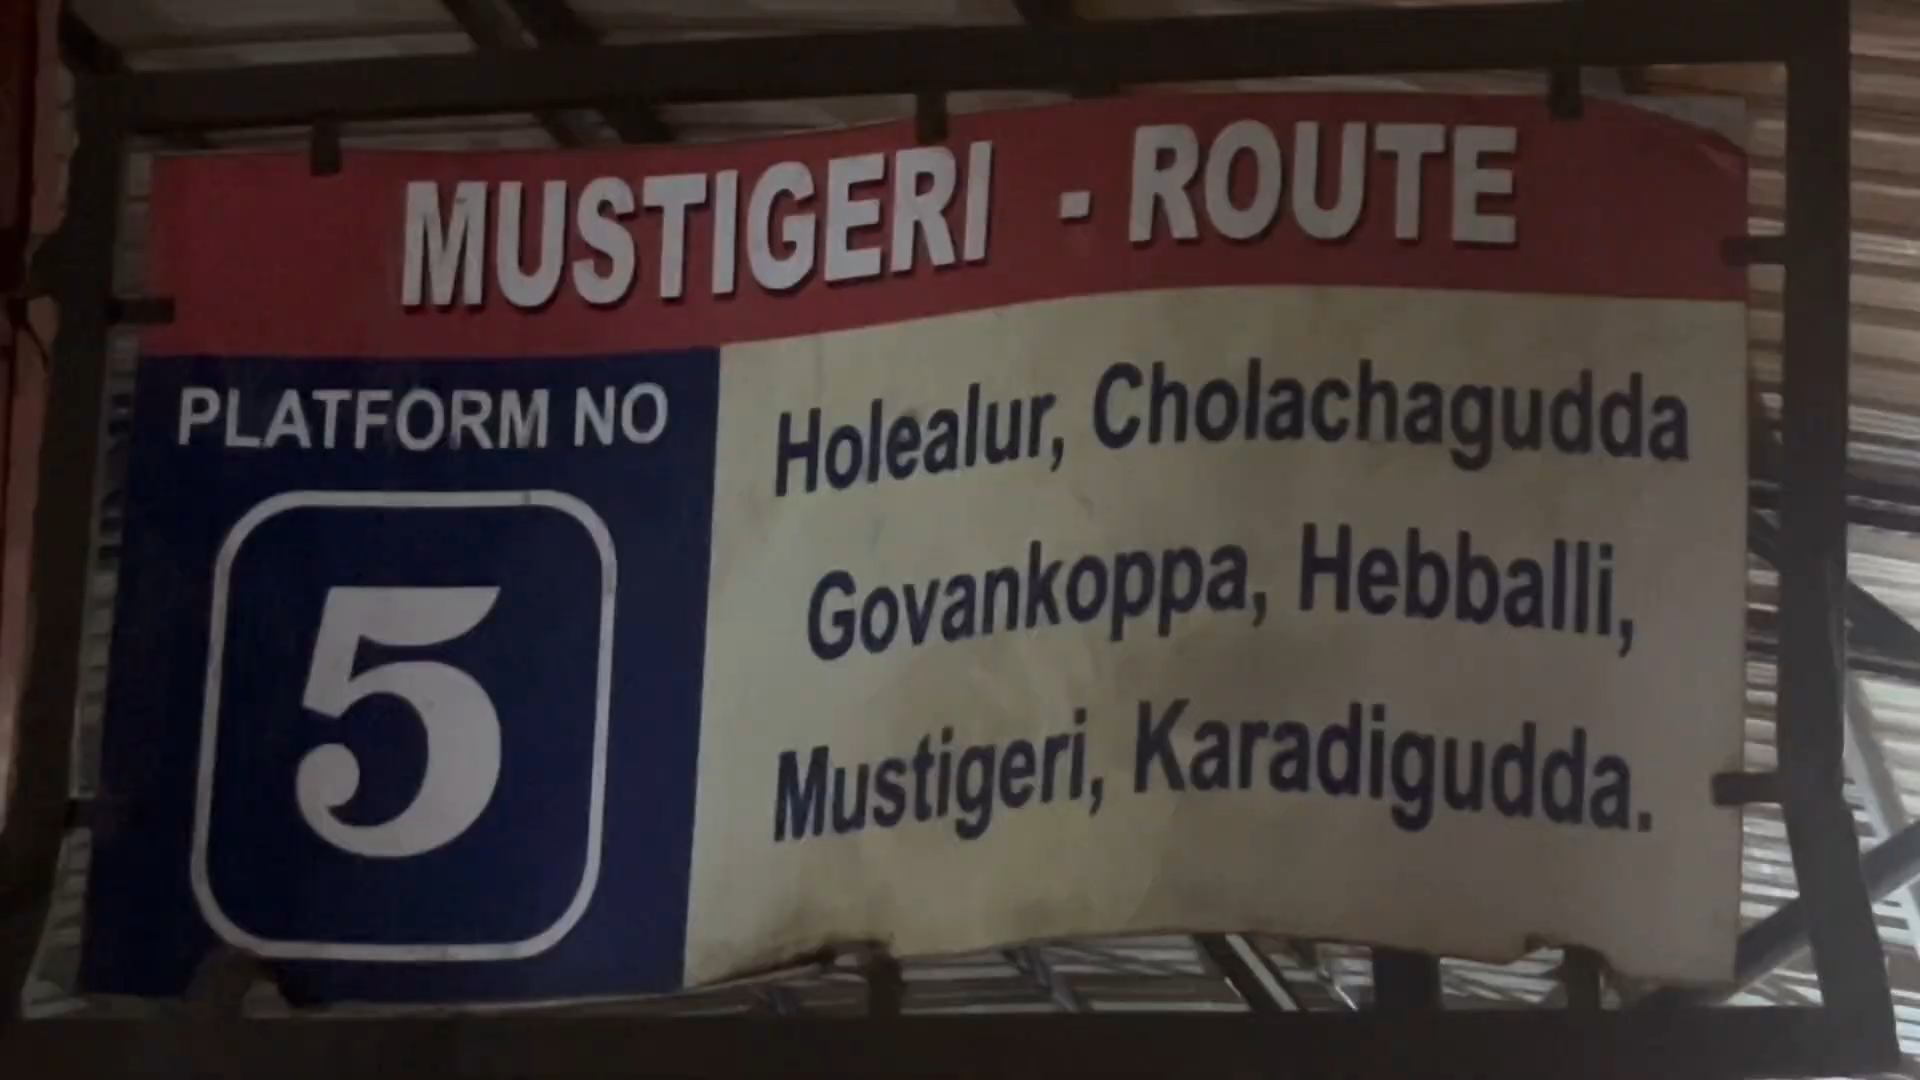 MUSTIGERI - ROUTE
PLATFORM NO
5
Holealur, Cholachagudda
Govankoppa, Hebballi,
Mustigeri, Karadigudda.